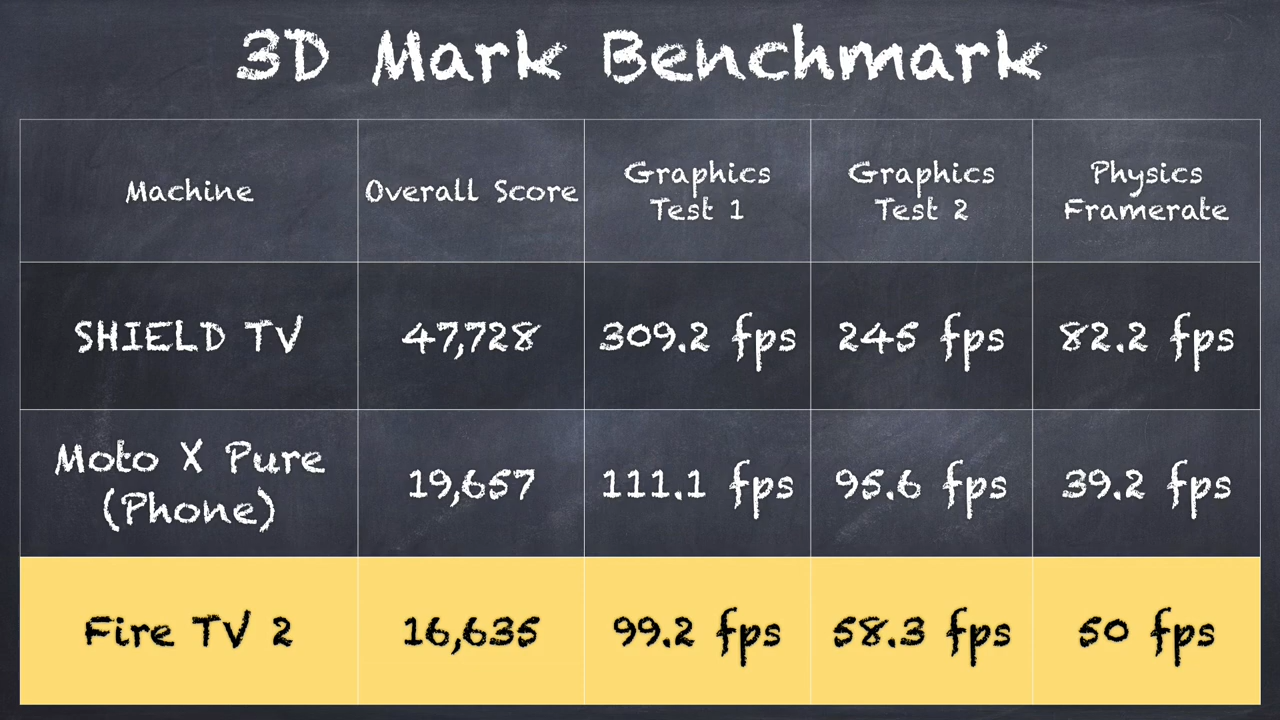 3D Mark Benchmark
Machine
Overall Score
Graphics
Test 1
Graphics
Test 2
Physics
Framerate
SHIELD TV
47,728
309.2 fps
245 fps
82.2 fps
Moto X Pure
(Phone)
19,657
111.1 fps
95.6 fps
39.2 fps
Fire TV 2
16,635
99.2 fps
58.3 fps
50 fps